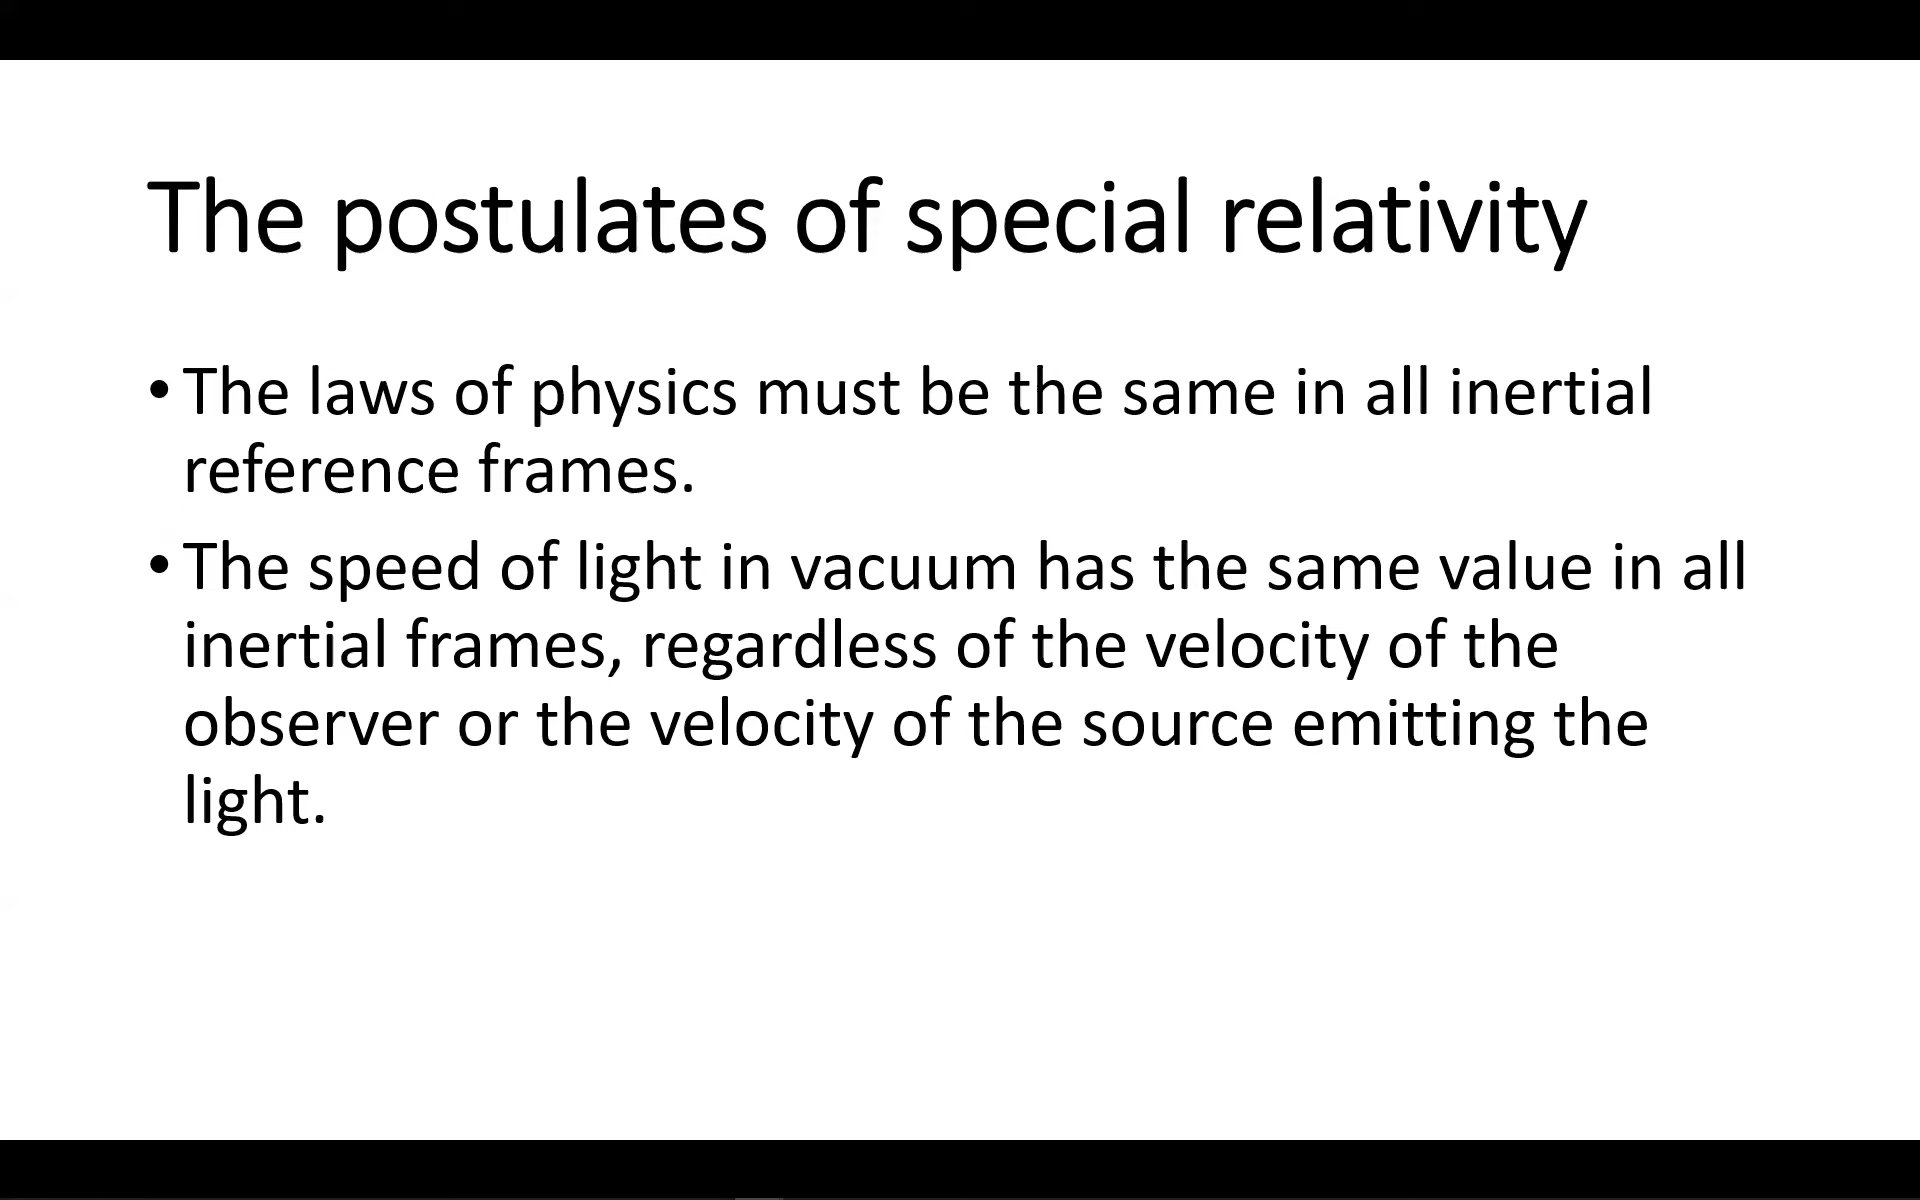 The postulates of special relativity
• The laws of physics must be the same in all inertial
reference frames.
• The speed of light in vacuum has the same value in all
inertial frames, regardless of the velocity of the
observer or the velocity of the source emitting the
light.